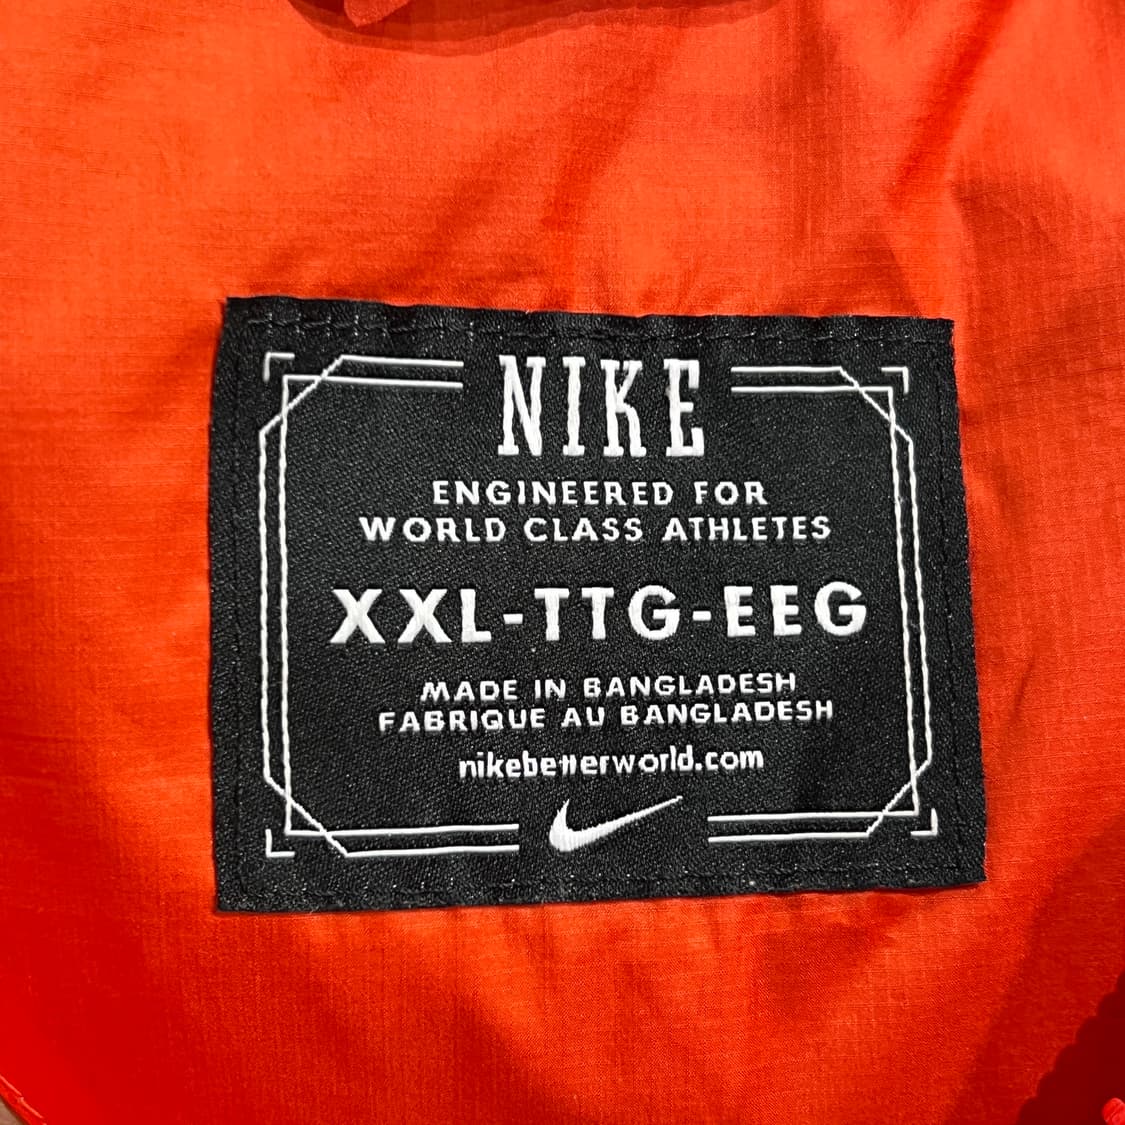 NIKE
ENGINEERED FOR
WORLD CLASS ATHLETES
XXL-TTG-EEG
MADE IN BANGLADESH
FABRIQUE AU BANGLADESH
nikebetterworld.com